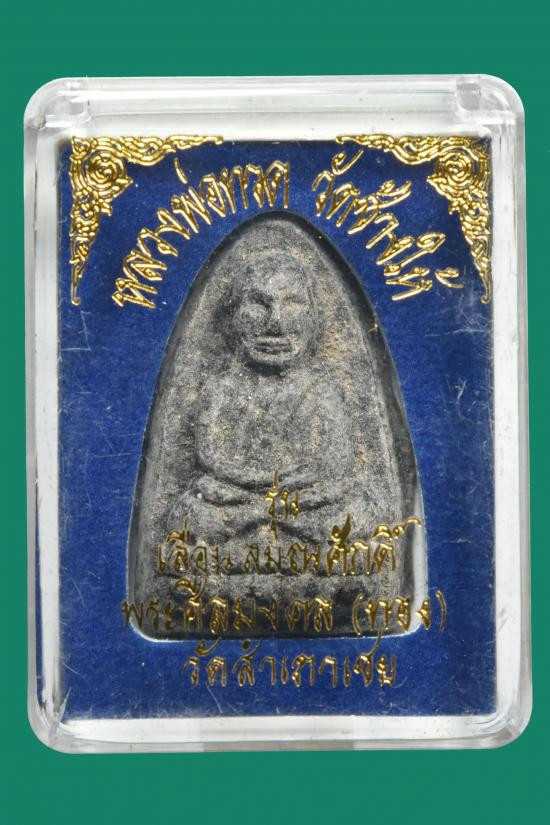 หลวงพ่อทวด วัดช้างให้
รุ่น
เลื่อนสมณศักดิ์
พระศีลมงคล (ทอง)
วัดสำเภาเชย